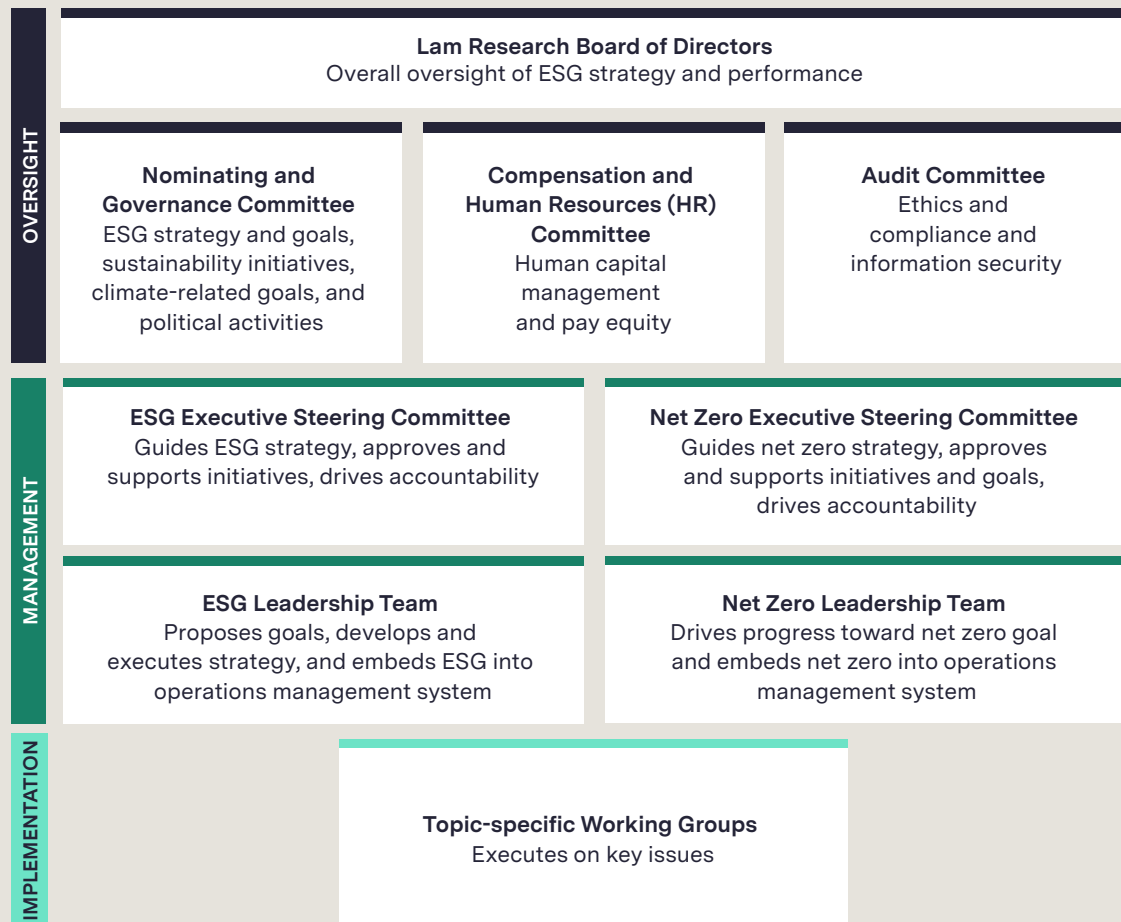 OVERSIGHT
Lam Research Board of Directors
Overall oversight of ESG strategy and performance
Nominating and
Governance Committee
ESG strategy and goals,
sustainability initiatives,
climate-related goals, and
political activities
Compensation and
Human Resources (HR)
Committee
Human capital
management
and pay equity
Audit Committee
Ethics and
compliance and
information security
MANAGEMENT
ESG Executive Steering Committee
Guides ESG strategy, approves and
supports initiatives, drives accountability
Net Zero Executive Steering Committee
Guides net zero strategy, approves
and supports initiatives and goals,
drives accountability
ESG Leadership Team
Proposes goals, develops and
executes strategy, and embeds ESG into
operations management system
Net Zero Leadership Team
Drives progress toward net zero goal
and embeds net zero into operations
management system
IMPLEMENTATION
Topic-specific Working Groups
Executes on key issues